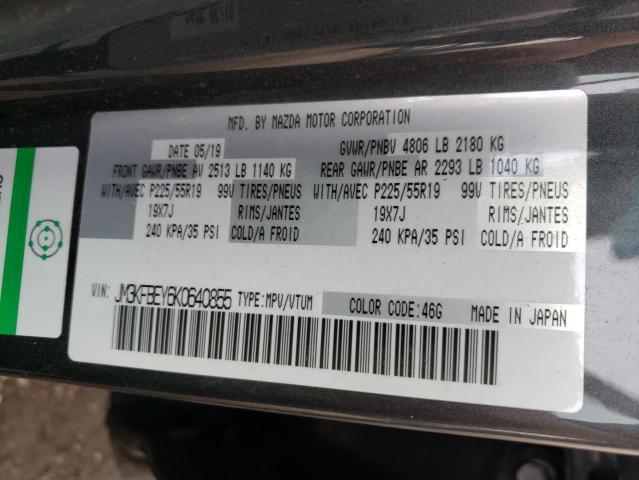 MFD. BY MAZDA MOTOR CORPORATION
DATE 05/19 GVWR/PNBV 4806 LB 2180 KG
FRONT GAWR/PNBE AV 2513 LB 1140 KG REAR GAWR/PNBE AR 2293 LB 1040 KG
WITH/AVEC P225/55R19 99V TIRES/PNEUS WITH/AVEC P225/55R19 99V TIRES/PNEUS
19X7J RIMS/JANTES 19X7J RIMS/JANTES
240 KPA/35 PSI COLD/A FROID 240 KPA/35 PSI COLD/A FROID
VIN: JM3KFBEY6K0640855 TYPE:MPV/VTUM COLOR CODE:46G MADE IN JAPAN